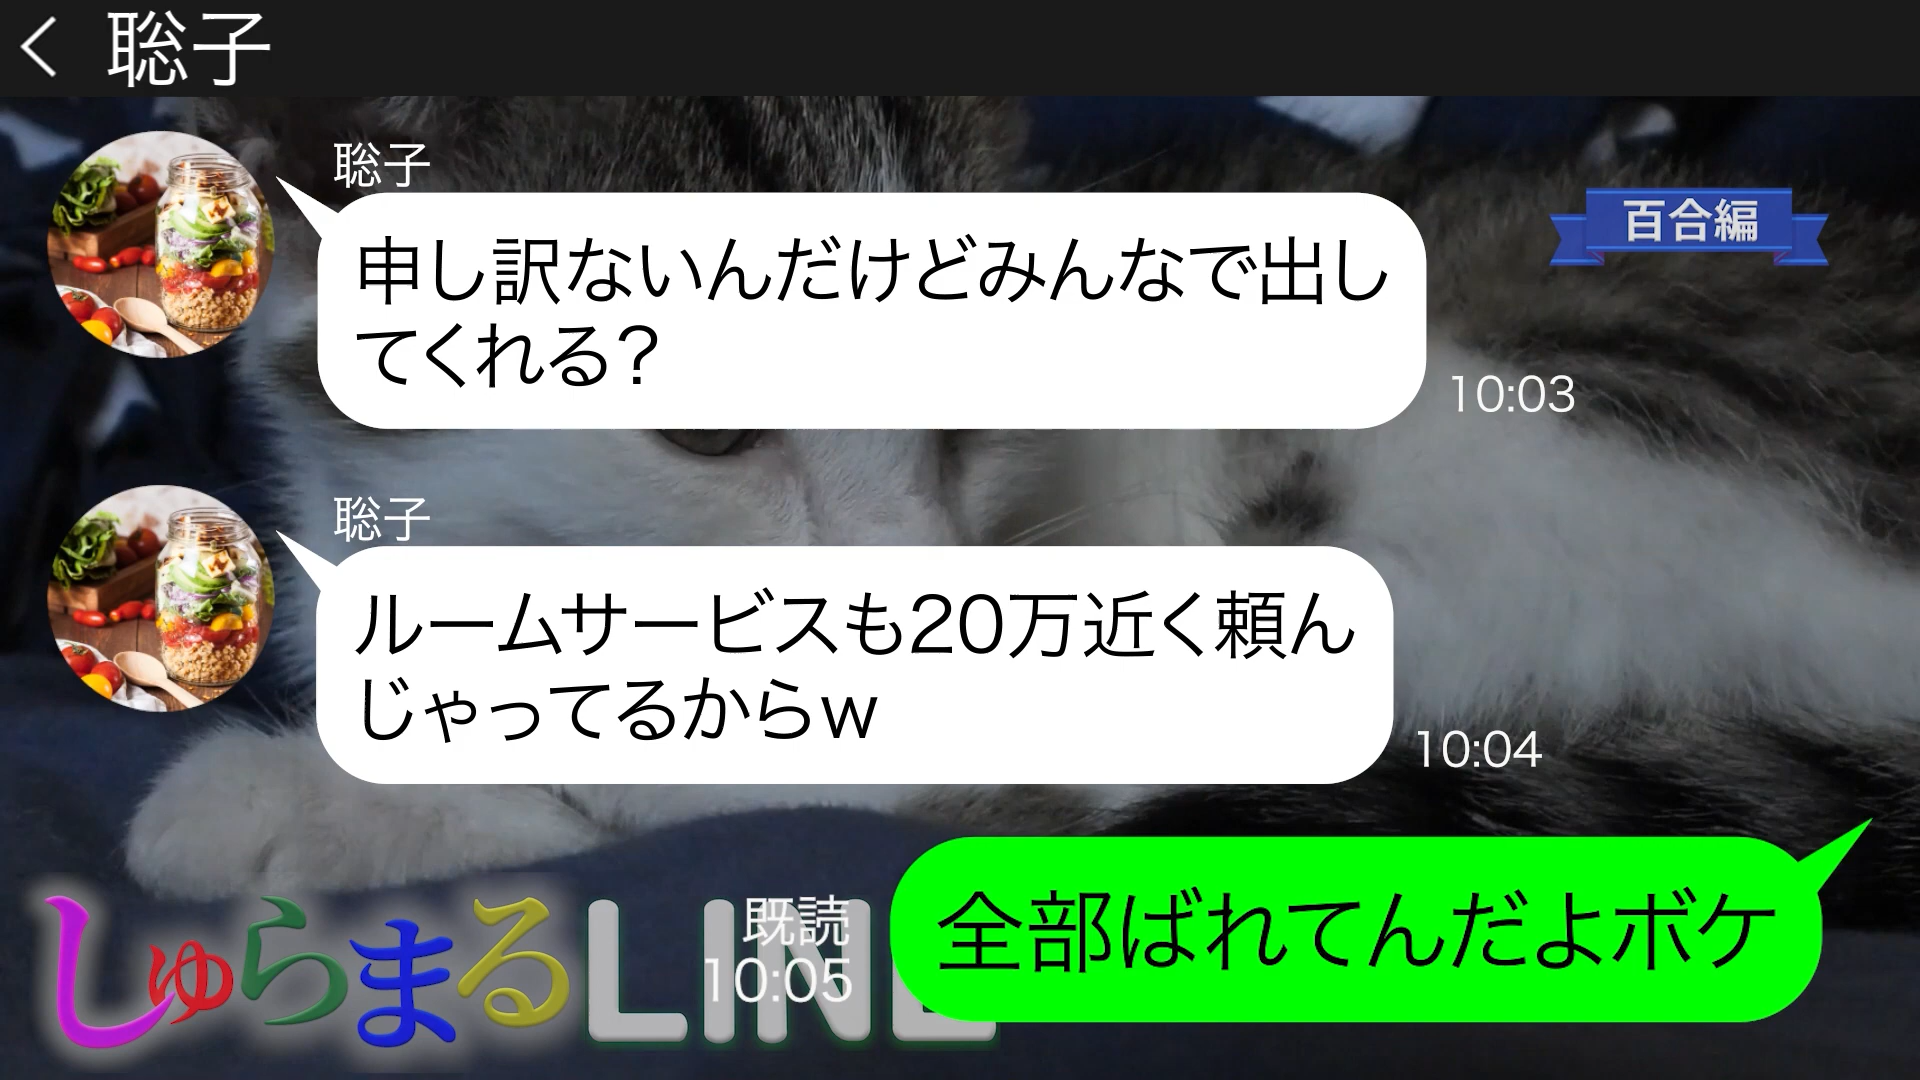 聡子
聡子
申し訳ないんだけどみんなで出し
てくれる？
10:03
百合編
聡子
ルームサービスも20万近く頼ん
じゃってるからw
10:04
全部ばれてんだよボケ
既読
10:05
しゅらまるLINE